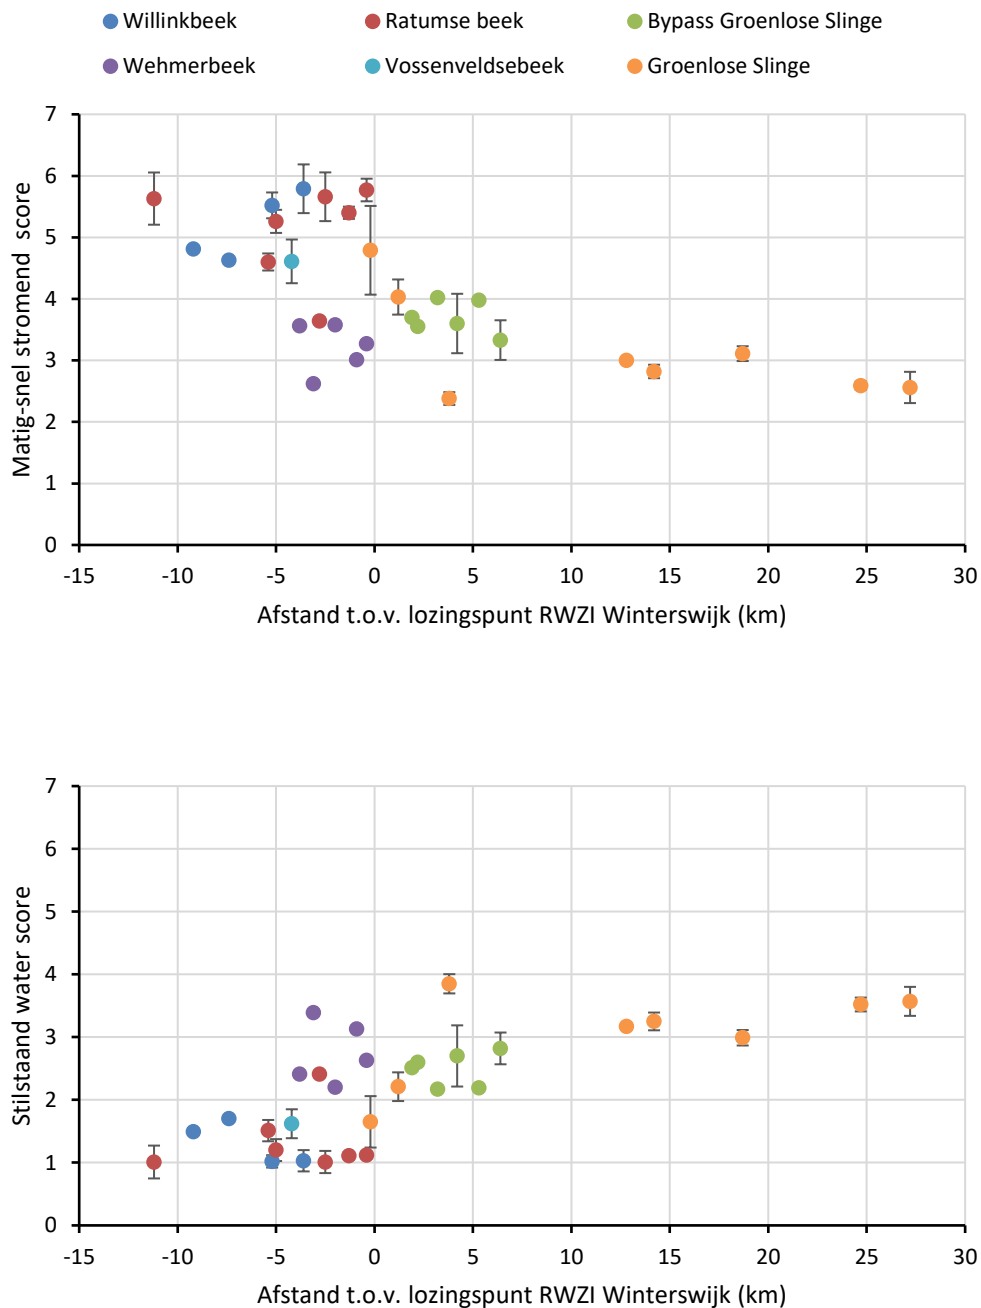 Willinkbeek Ratumse beek Bypass Groenlose Slinge
Wehmerbeek Vossenveldsebeek Groenlose Slinge
7
6
5
4
3
2
1
0
Matig-snel stromend score
-15 -10 -5 0 5 10 15 20 25 30
Afstand t.o.v. lozingspunt RWZI Winterswijk (km)
7
6
5
4
3
2
1
0
Stilstand water score
-15 -10 -5 0 5 10 15 20 25 30
Afstand t.o.v. lozingspunt RWZI Winterswijk (km)